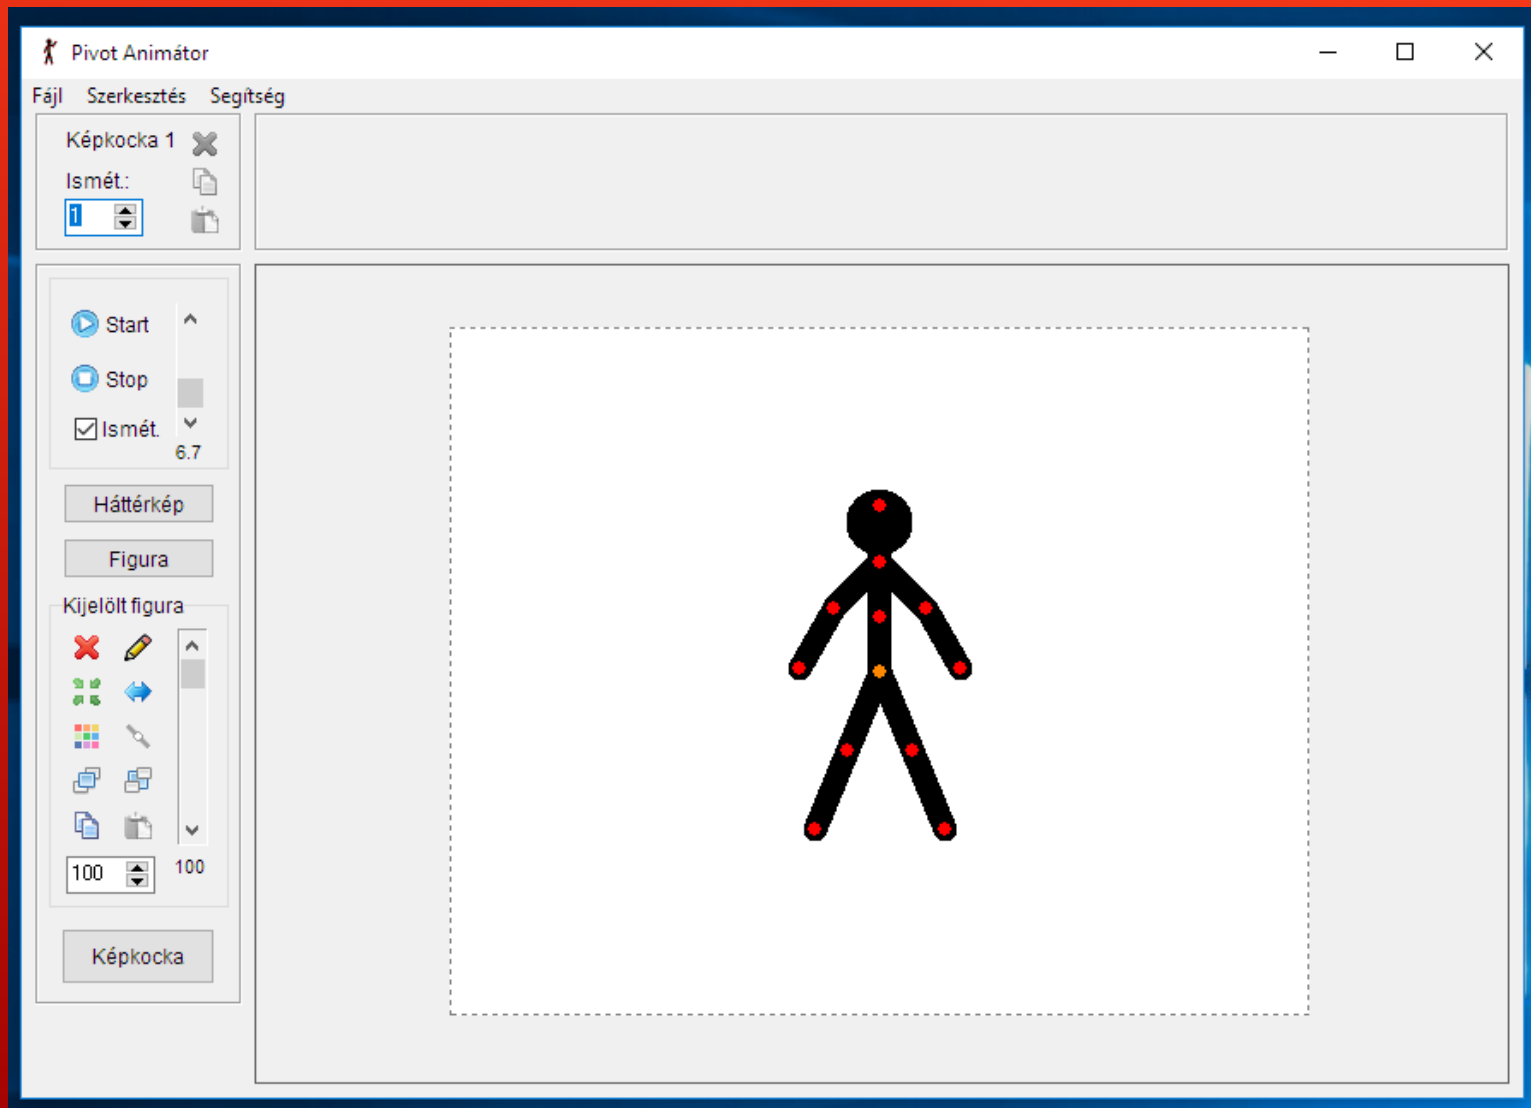 Pivot Animátor
Fájl Szerkesztés Segítség
Képkocka 1
Ismét.:
1
Start
Stop
Ismét.
6.7
Háttérkép
Figura
Kijelölt figura
100
100
Képkocka